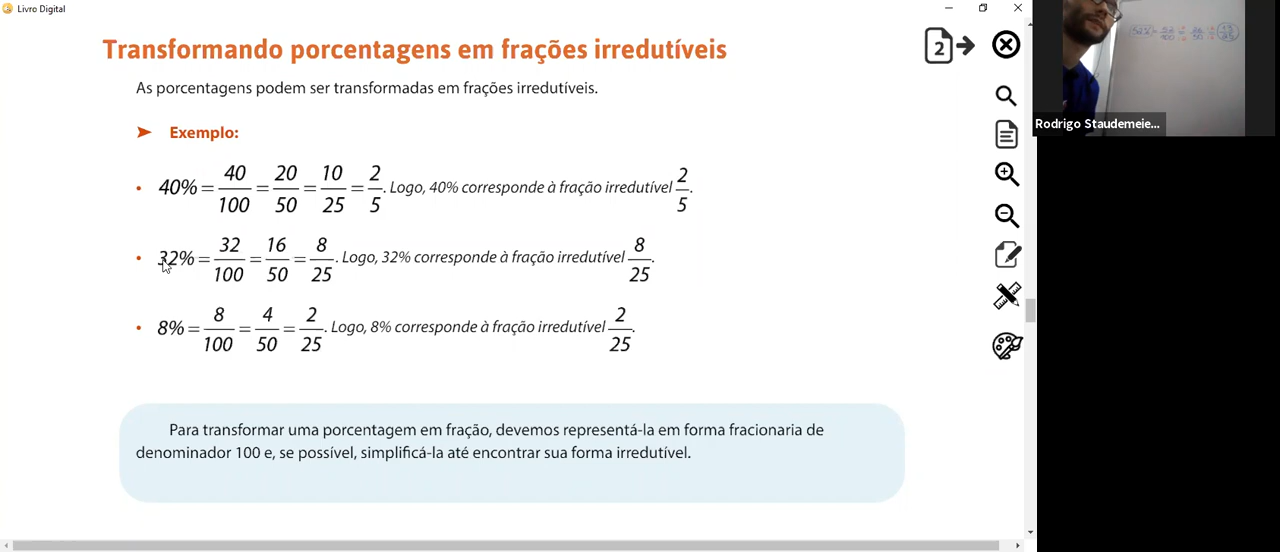 Livro Digital
Transformando porcentagens em frações irredutíveis
As porcentagens podem ser transformadas em frações irredutíveis.
➤ Exemplo:
• 40% = 40/100 = 20/50 = 10/25 = 2/5. Logo, 40% corresponde à fração irredutível 2/5.
• 32% = 32/100 = 16/50 = 8/25. Logo, 32% corresponde à fração irredutível 8/25.
• 8% = 8/100 = 4/50 = 2/25. Logo, 8% corresponde à fração irredutível 2/25.
Para transformar uma porcentagem em fração, devemos representá-la em forma fracionaria de
denominador 100 e, se possível, simplificá-la até encontrar sua forma irredutível.
2
Rodrigo Staudemeie...